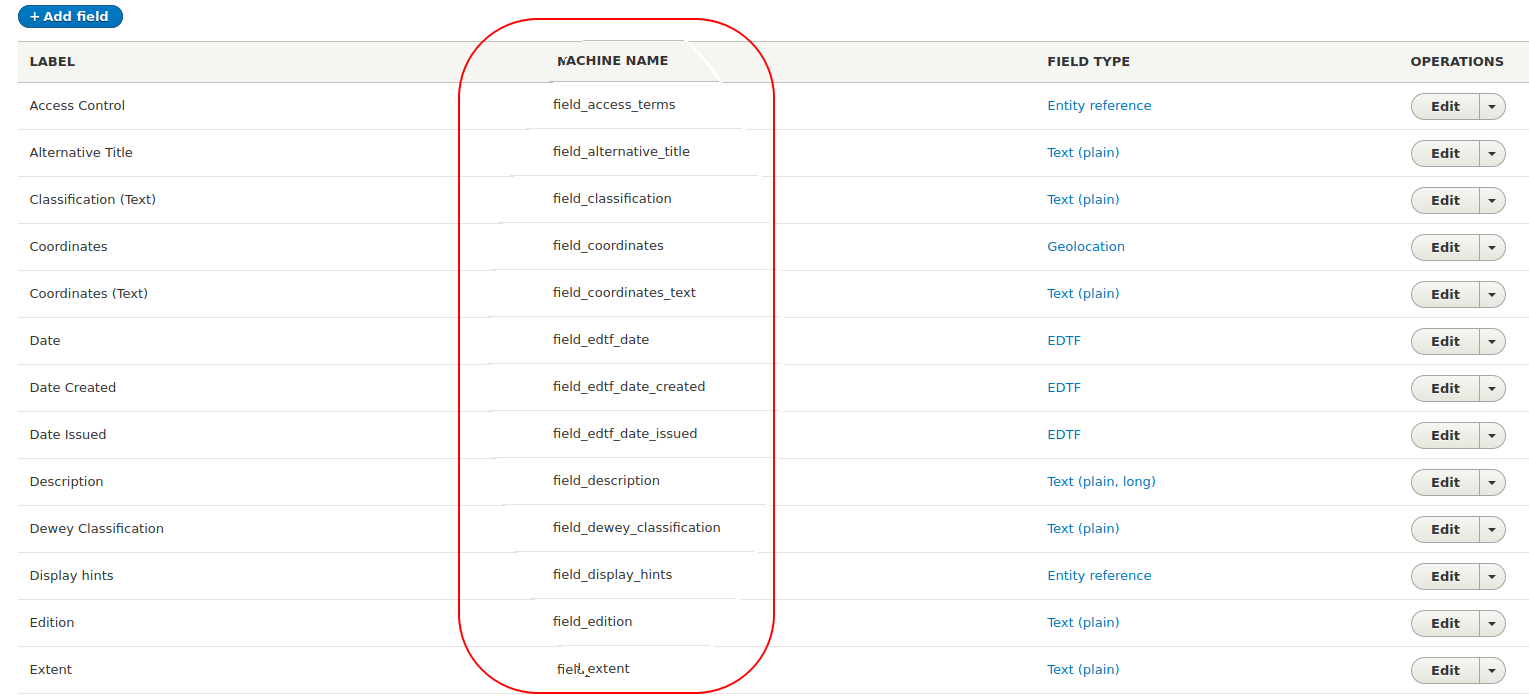 + Add field
LABEL MACHINE NAME FIELD TYPE OPERATIONS
Access Control field_access_terms Entity reference Edit
Alternative Title field_alternative_title Text (plain) Edit
Classification (Text) field_classification Text (plain) Edit
Coordinates field_coordinates Geolocation Edit
Coordinates (Text) field_coordinates_text Text (plain) Edit
Date field_edtf_date EDTF Edit
Date Created field_edtf_date_created EDTF Edit
Date Issued field_edtf_date_issued EDTF Edit
Description field_description Text (plain, long) Edit
Dewey Classification field_dewey_classification Text (plain) Edit
Display hints field_display_hints Entity reference Edit
Edition field_edition Text (plain) Edit
Extent field_extent Text (plain) Edit